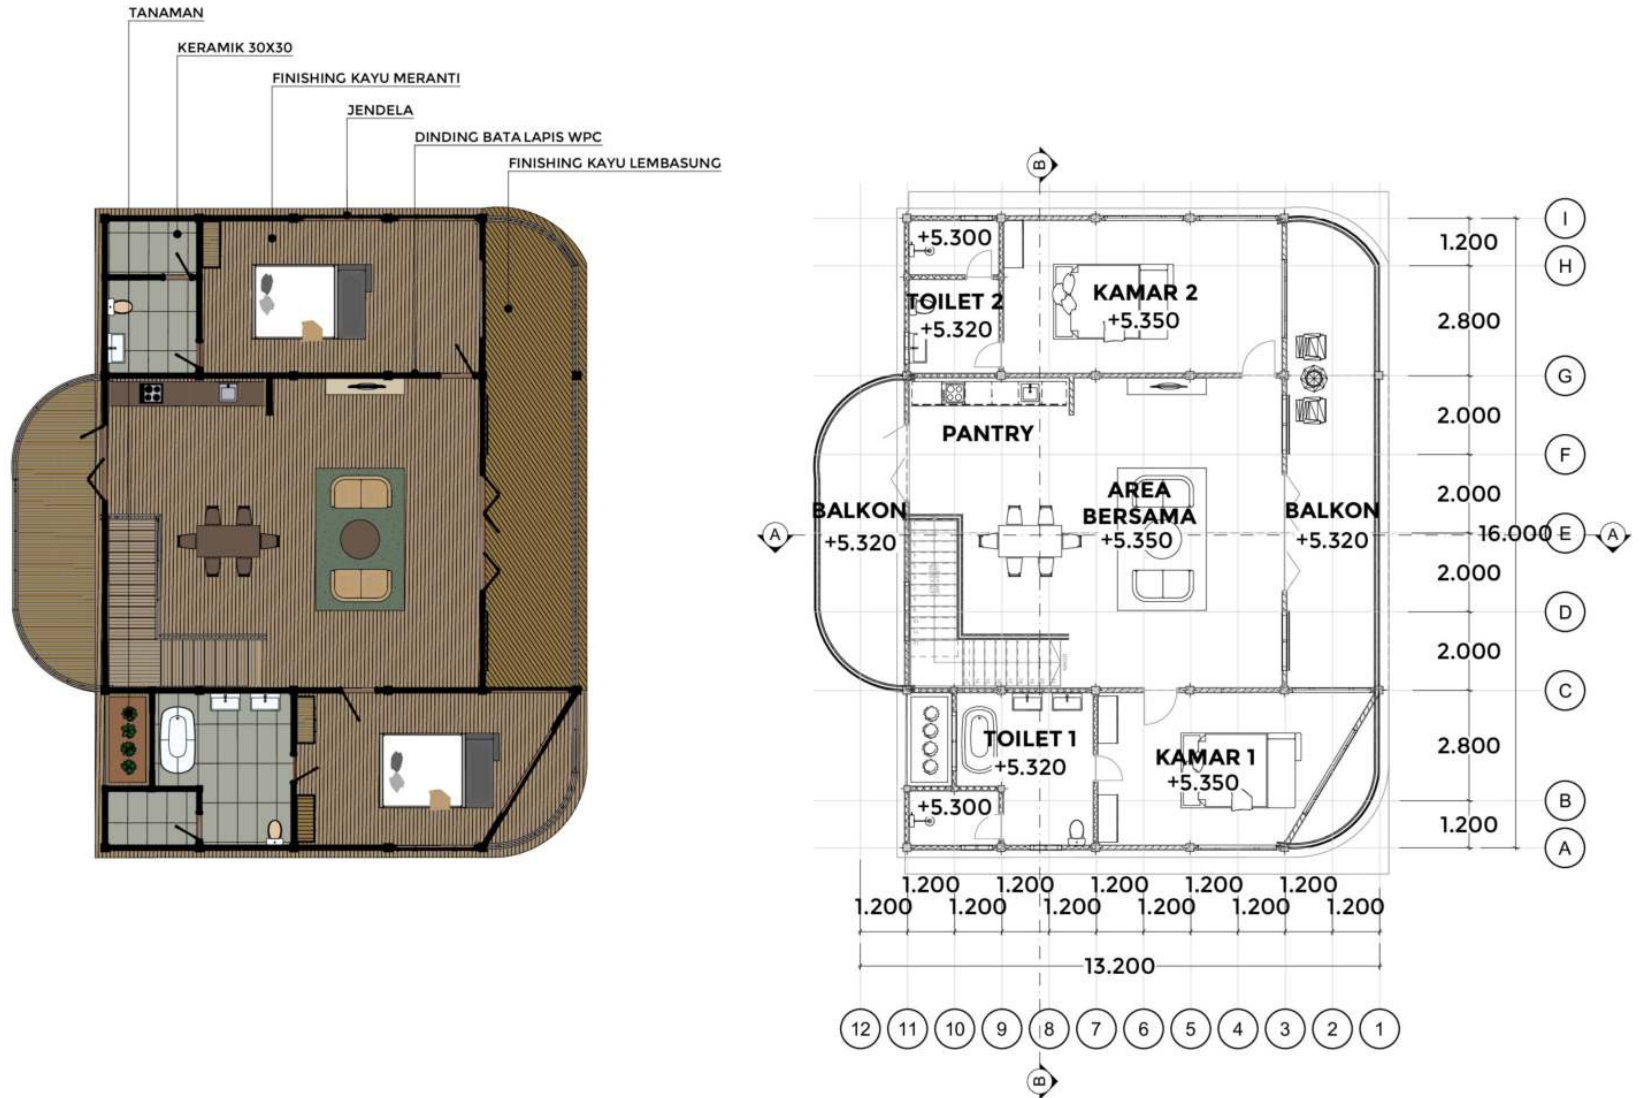 TANAMAN
KERAMIK 30X30
FINISHING KAYU MERANTI
JENDELA
DINDING BATA LAPIS WPC
FINISHING KAYU LEMBASUNG
B
I
1.200
H
2.800
G
2.000
F
2.000
16.000
E
2.000
D
2.000
C
2.800
B
1.200
A
+5.300
TOILET 2
+5.320
KAMAR 2
+5.350
PANTRY
AREA
BERSAMA
+5.350
BALKON
+5.320
BALKON
+5.320
A
A
TOILET 1
+5.320
KAMAR 1
+5.350
+5.300
1.200 1.200 1.200 1.200 1.200
1.200 1.200 1.200 1.200 1.200 1.200
13.200
12 11 10 9 8 7 6 5 4 3 2 1
B